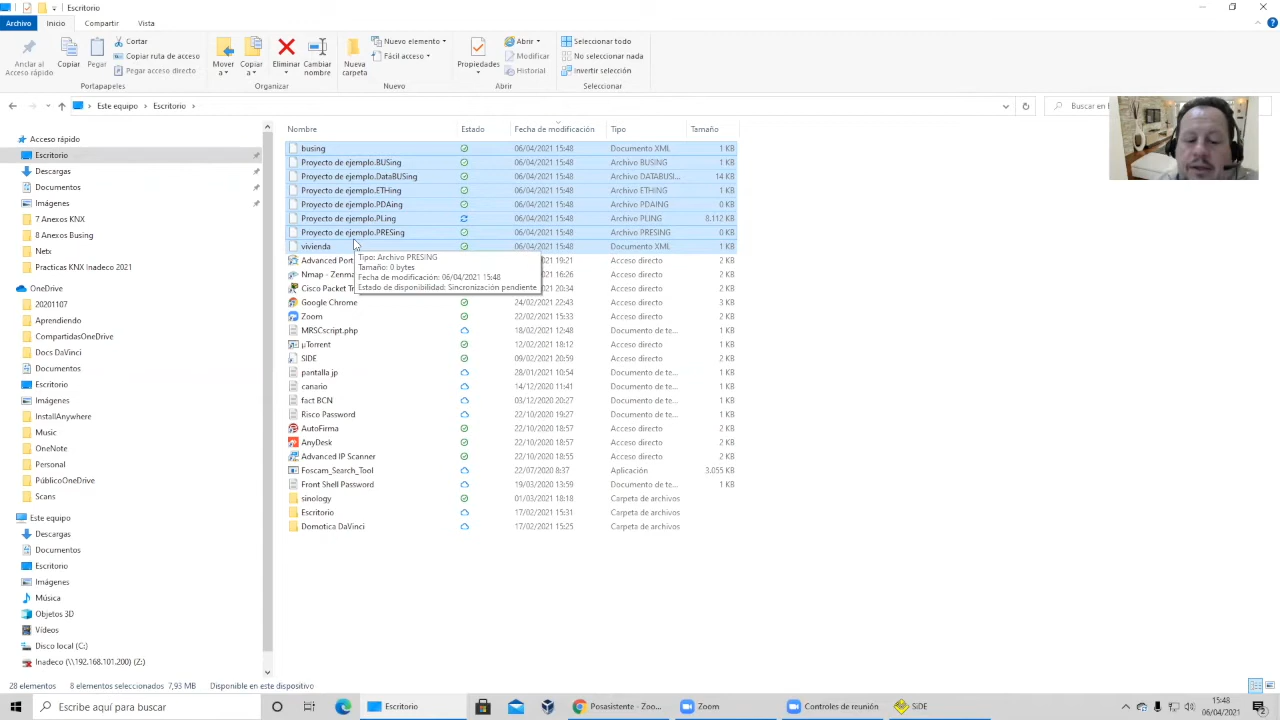 Escritorio
Archivo Inicio Compartir Vista
Anclar al Acceso rápido
Copiar
Pegar
Cortar
Copiar ruta de acceso
Pegar acceso directo
Portapapeles
Mover a
Copiar a
Eliminar
Cambiar nombre
Organizar
Nueva carpeta
Nuevo elemento
Fácil acceso
Nuevo
Propiedades
Abrir
Modificar
Historial
Abrir
Seleccionar todo
No seleccionar nada
Invertir selección
Seleccionar
Este equipo Escritorio
Buscar en
Nombre Estado Fecha de modificación Tipo Tamaño
Acceso rápido
Escritorio
Descargas
Documentos
Imágenes
7 Anexos KNX
8 Anexos Busing
Netx
Practicas KNX Inadeco 2021
OneDrive
20201107
Aprendiendo
CompartidasOneDrive
Docs DaVinci
Documentos
Escritorio
Imágenes
InstallAnywhere
Music
OneNote
Personal
PúblicoOneDrive
Scans
Este equipo
Descargas
Documentos
Escritorio
Imágenes
Música
Objetos 3D
Vídeos
Disco local (C:)
Inadeco (\\192.168.101.200) (Z:)
busing 06/04/2021 15:48 Documento XML 1 KB
Proyecto de ejemplo.BUSing 06/04/2021 15:48 Archivo BUSING 1 KB
Proyecto de ejemplo.DataBUSing 06/04/2021 15:48 Archivo DATABUSI... 14 KB
Proyecto de ejemplo.ETHing 06/04/2021 15:48 Archivo ETHING 1 KB
Proyecto de ejemplo.PDAing 06/04/2021 15:48 Archivo PDAING 0 KB
Proyecto de ejemplo.PLing 06/04/2021 15:48 Archivo PLING 8.112 KB
Proyecto de ejemplo.PRESing 06/04/2021 15:48 Archivo PRESING 0 KB
vivienda 06/04/2021 15:48 Documento XML 1 KB
Advanced Port 19:21 Acceso directo 2 KB
Nmap - Zenma 16:26 Acceso directo 2 KB
Cisco Packet Tr 20:34 Acceso directo 2 KB
Google Chrome 24/02/2021 22:43 Acceso directo 3 KB
Zoom 22/02/2021 15:33 Acceso directo 2 KB
MRSCscript.php 18/02/2021 12:48 Documento de te... 1 KB
µTorrent 12/02/2021 18:12 Acceso directo 1 KB
SIDE 09/02/2021 20:59 Acceso directo 2 KB
pantalla jp 28/01/2021 10:54 Documento de te... 1 KB
canario 14/12/2020 11:41 Documento de te... 1 KB
fact BCN 03/12/2020 20:27 Documento de te... 1 KB
Risco Password 22/10/2020 19:27 Documento de te... 1 KB
AutoFirma 22/10/2020 18:57 Acceso directo 2 KB
AnyDesk 22/10/2020 18:57 Acceso directo 2 KB
Advanced IP Scanner 22/10/2020 18:55 Acceso directo 2 KB
Foscam_Search_Tool 22/07/2020 8:37 Aplicación 3.055 KB
Front Shell Password 19/03/2020 13:59 Documento de te... 1 KB
sinology 01/03/2021 18:18 Carpeta de archivos
Escritorio 17/02/2021 15:31 Carpeta de archivos
Domotica DaVinci 17/02/2021 15:25 Carpeta de archivos
Tipo: Archivo PRESING
Tamaño: 0 bytes
Fecha de modificación: 06/04/2021 15:48
Estado de disponibilidad: Sincronización pendiente
28 elementos 8 elementos seleccionados 7,93 MB Disponible en este dispositivo
Escribe aquí para buscar
Escritorio
Posasistente - Zoo...
Zoom
Controles de reunión
SiDE
15:48
06/04/2021
2